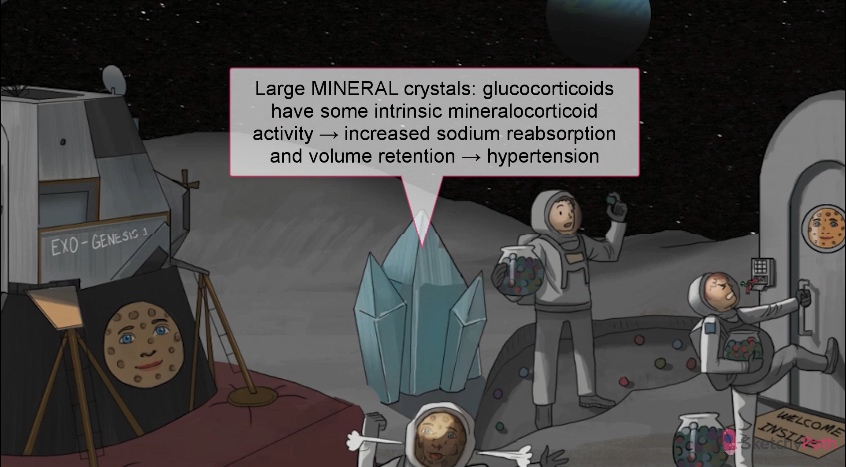 Large MINERAL crystals: glucocorticoids
have some intrinsic mineralocorticoid
activity → increased sodium reabsorption
and volume retention → hypertension
EXO-GENESIS 1
WELCOME
INSIDE
SketchyPath